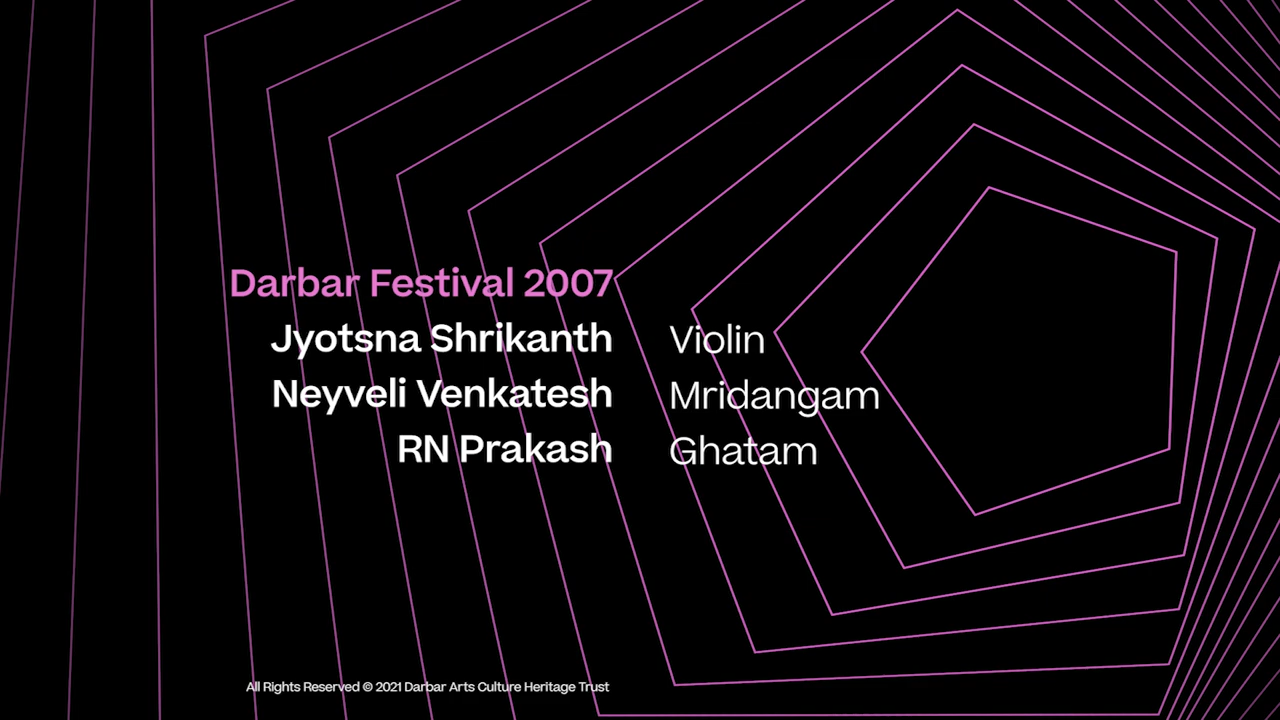 Darbar Festival 2007
Jyotsna Shrikanth Violin
Neyveli Venkatesh Mridangam
RN Prakash Ghatam
All Rights Reserved © 2021 Darbar Arts Culture Heritage Trust